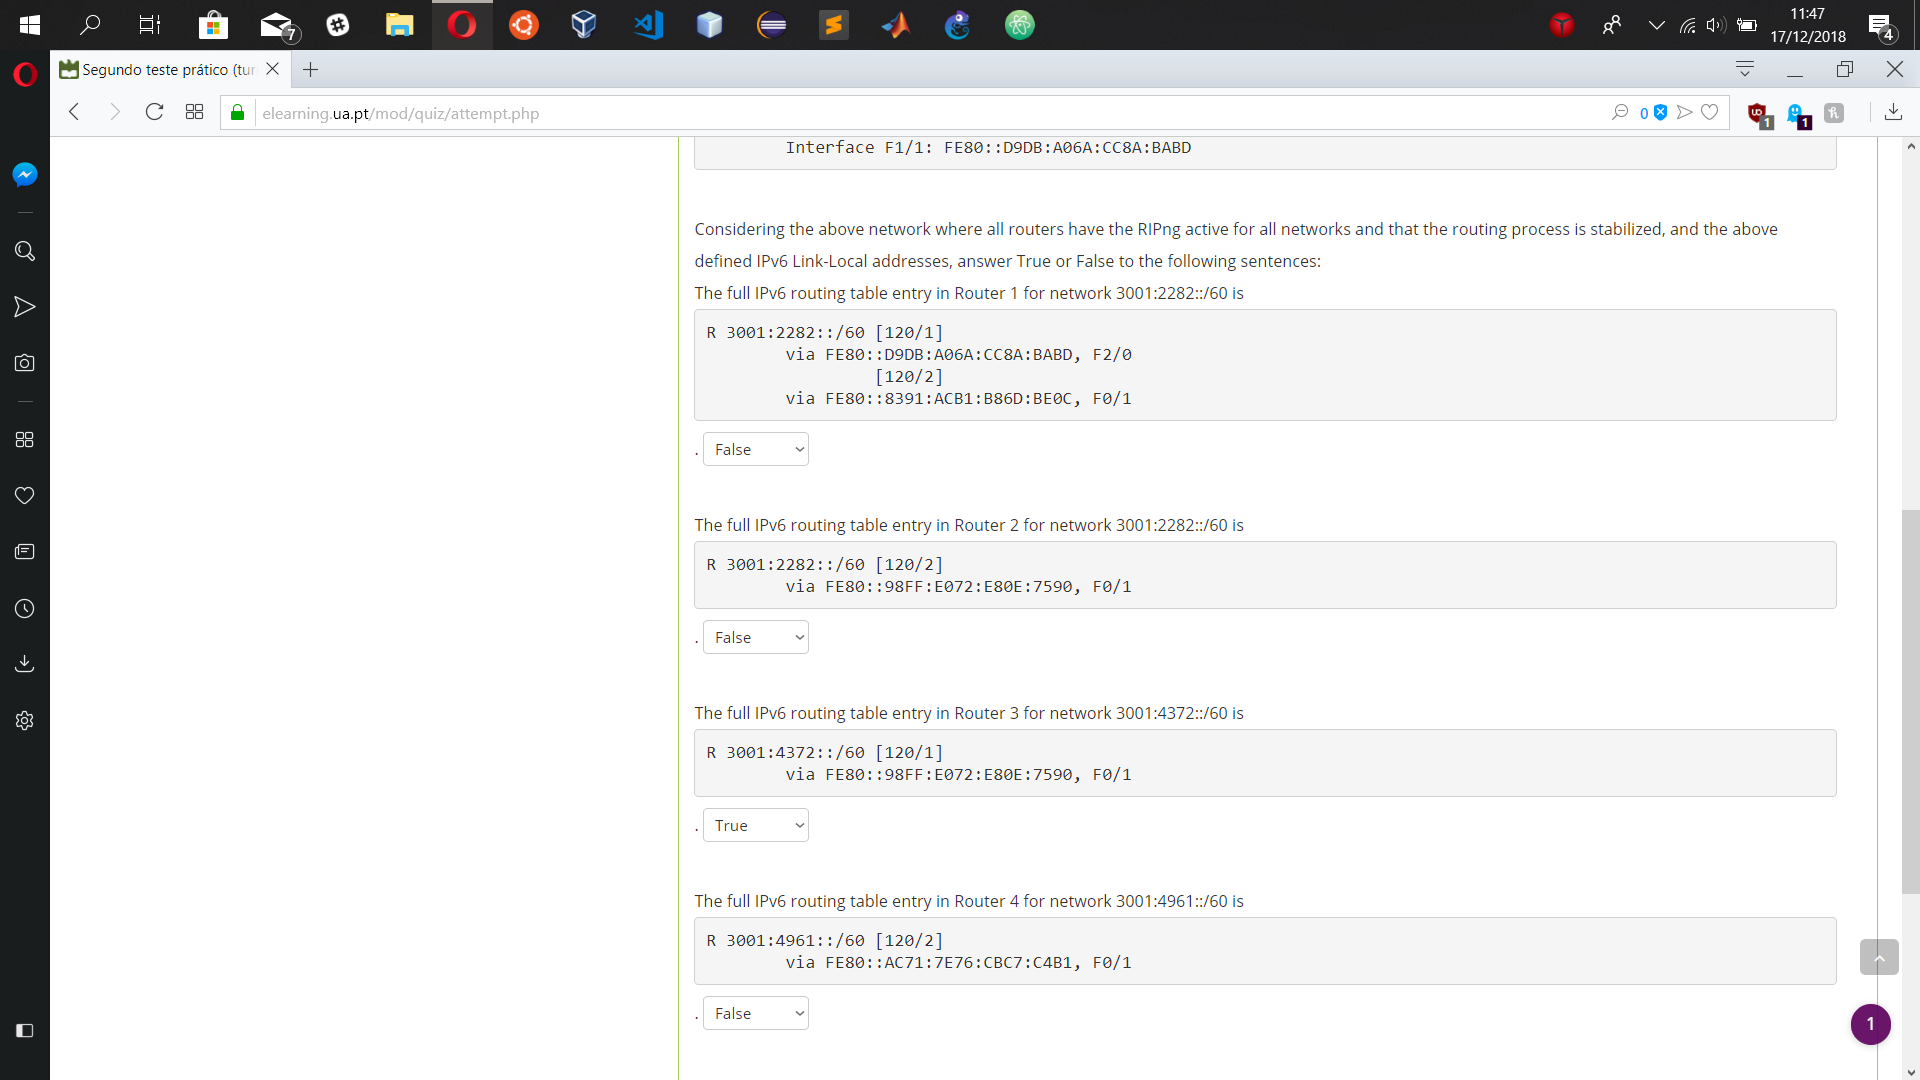 7
11:47
17/12/2018
4
Segundo teste prático (tur
elearning.ua.pt/mod/quiz/attempt.php
0
1
1
Interface F1/1: FE80::D9DB:A06A:CC8A:BABD
Considering the above network where all routers have the RIPng active for all networks and that the routing process is stabilized, and the above
defined IPv6 Link-Local addresses, answer True or False to the following sentences:
The full IPv6 routing table entry in Router 1 for network 3001:2282::/60 is
R 3001:2282::/60 [120/1]
via FE80::D9DB:A06A:CC8A:BABD, F2/0
[120/2]
via FE80::8391:ACB1:B86D:BE0C, F0/1
. False
The full IPv6 routing table entry in Router 2 for network 3001:2282::/60 is
R 3001:2282::/60 [120/2]
via FE80::98FF:E072:E80E:7590, F0/1
. False
The full IPv6 routing table entry in Router 3 for network 3001:4372::/60 is
R 3001:4372::/60 [120/1]
via FE80::98FF:E072:E80E:7590, F0/1
. True
The full IPv6 routing table entry in Router 4 for network 3001:4961::/60 is
R 3001:4961::/60 [120/2]
via FE80::AC71:7E76:CBC7:C4B1, F0/1
. False
1